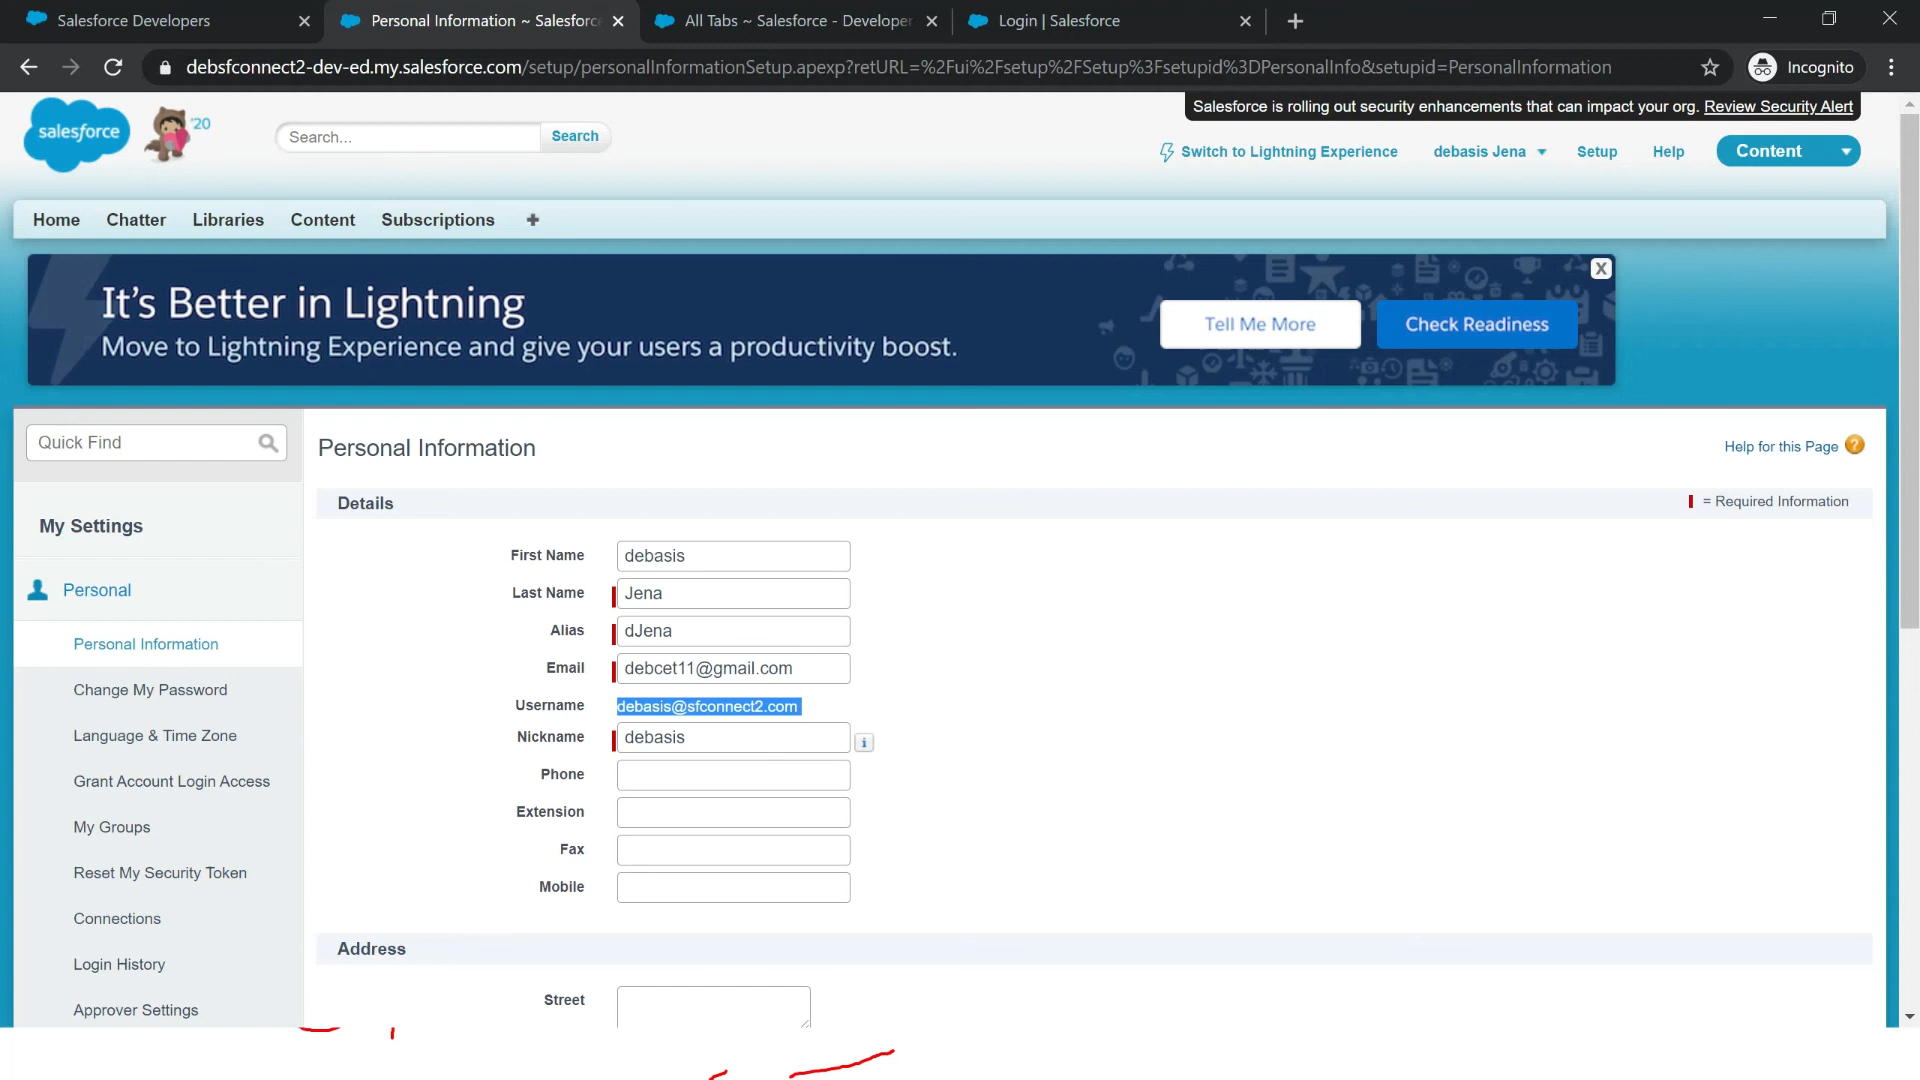 Salesforce Developers
Personal Information ~ Salesforce
All Tabs ~ Salesforce - Developer
Login | Salesforce
debsfconnect2-dev-ed.my.salesforce.com/setup/personalInformationSetup.apexp?retURL=%2Fui%2Fsetup%2FSetup%3Fsetupid%3DPersonalInfo&setupid=PersonalInformation
Incognito
Salesforce is rolling out security enhancements that can impact your org. Review Security Alert
salesforce
'20
Search...
Search
Switch to Lightning Experience
debasis Jena
Setup
Help
Content
Home
Chatter
Libraries
Content
Subscriptions
It's Better in Lightning
Move to Lightning Experience and give your users a productivity boost.
Tell Me More
Check Readiness
X
Quick Find
My Settings
Personal
Personal Information
Change My Password
Language & Time Zone
Grant Account Login Access
My Groups
Reset My Security Token
Connections
Login History
Approver Settings
Personal Information
Help for this Page ?
Details
= Required Information
First Name debasis
Last Name Jena
Alias dJena
Email debcet11@gmail.com
Username debasis@sfconnect2.com
Nickname debasis i
Phone
Extension
Fax
Mobile
Address
Street